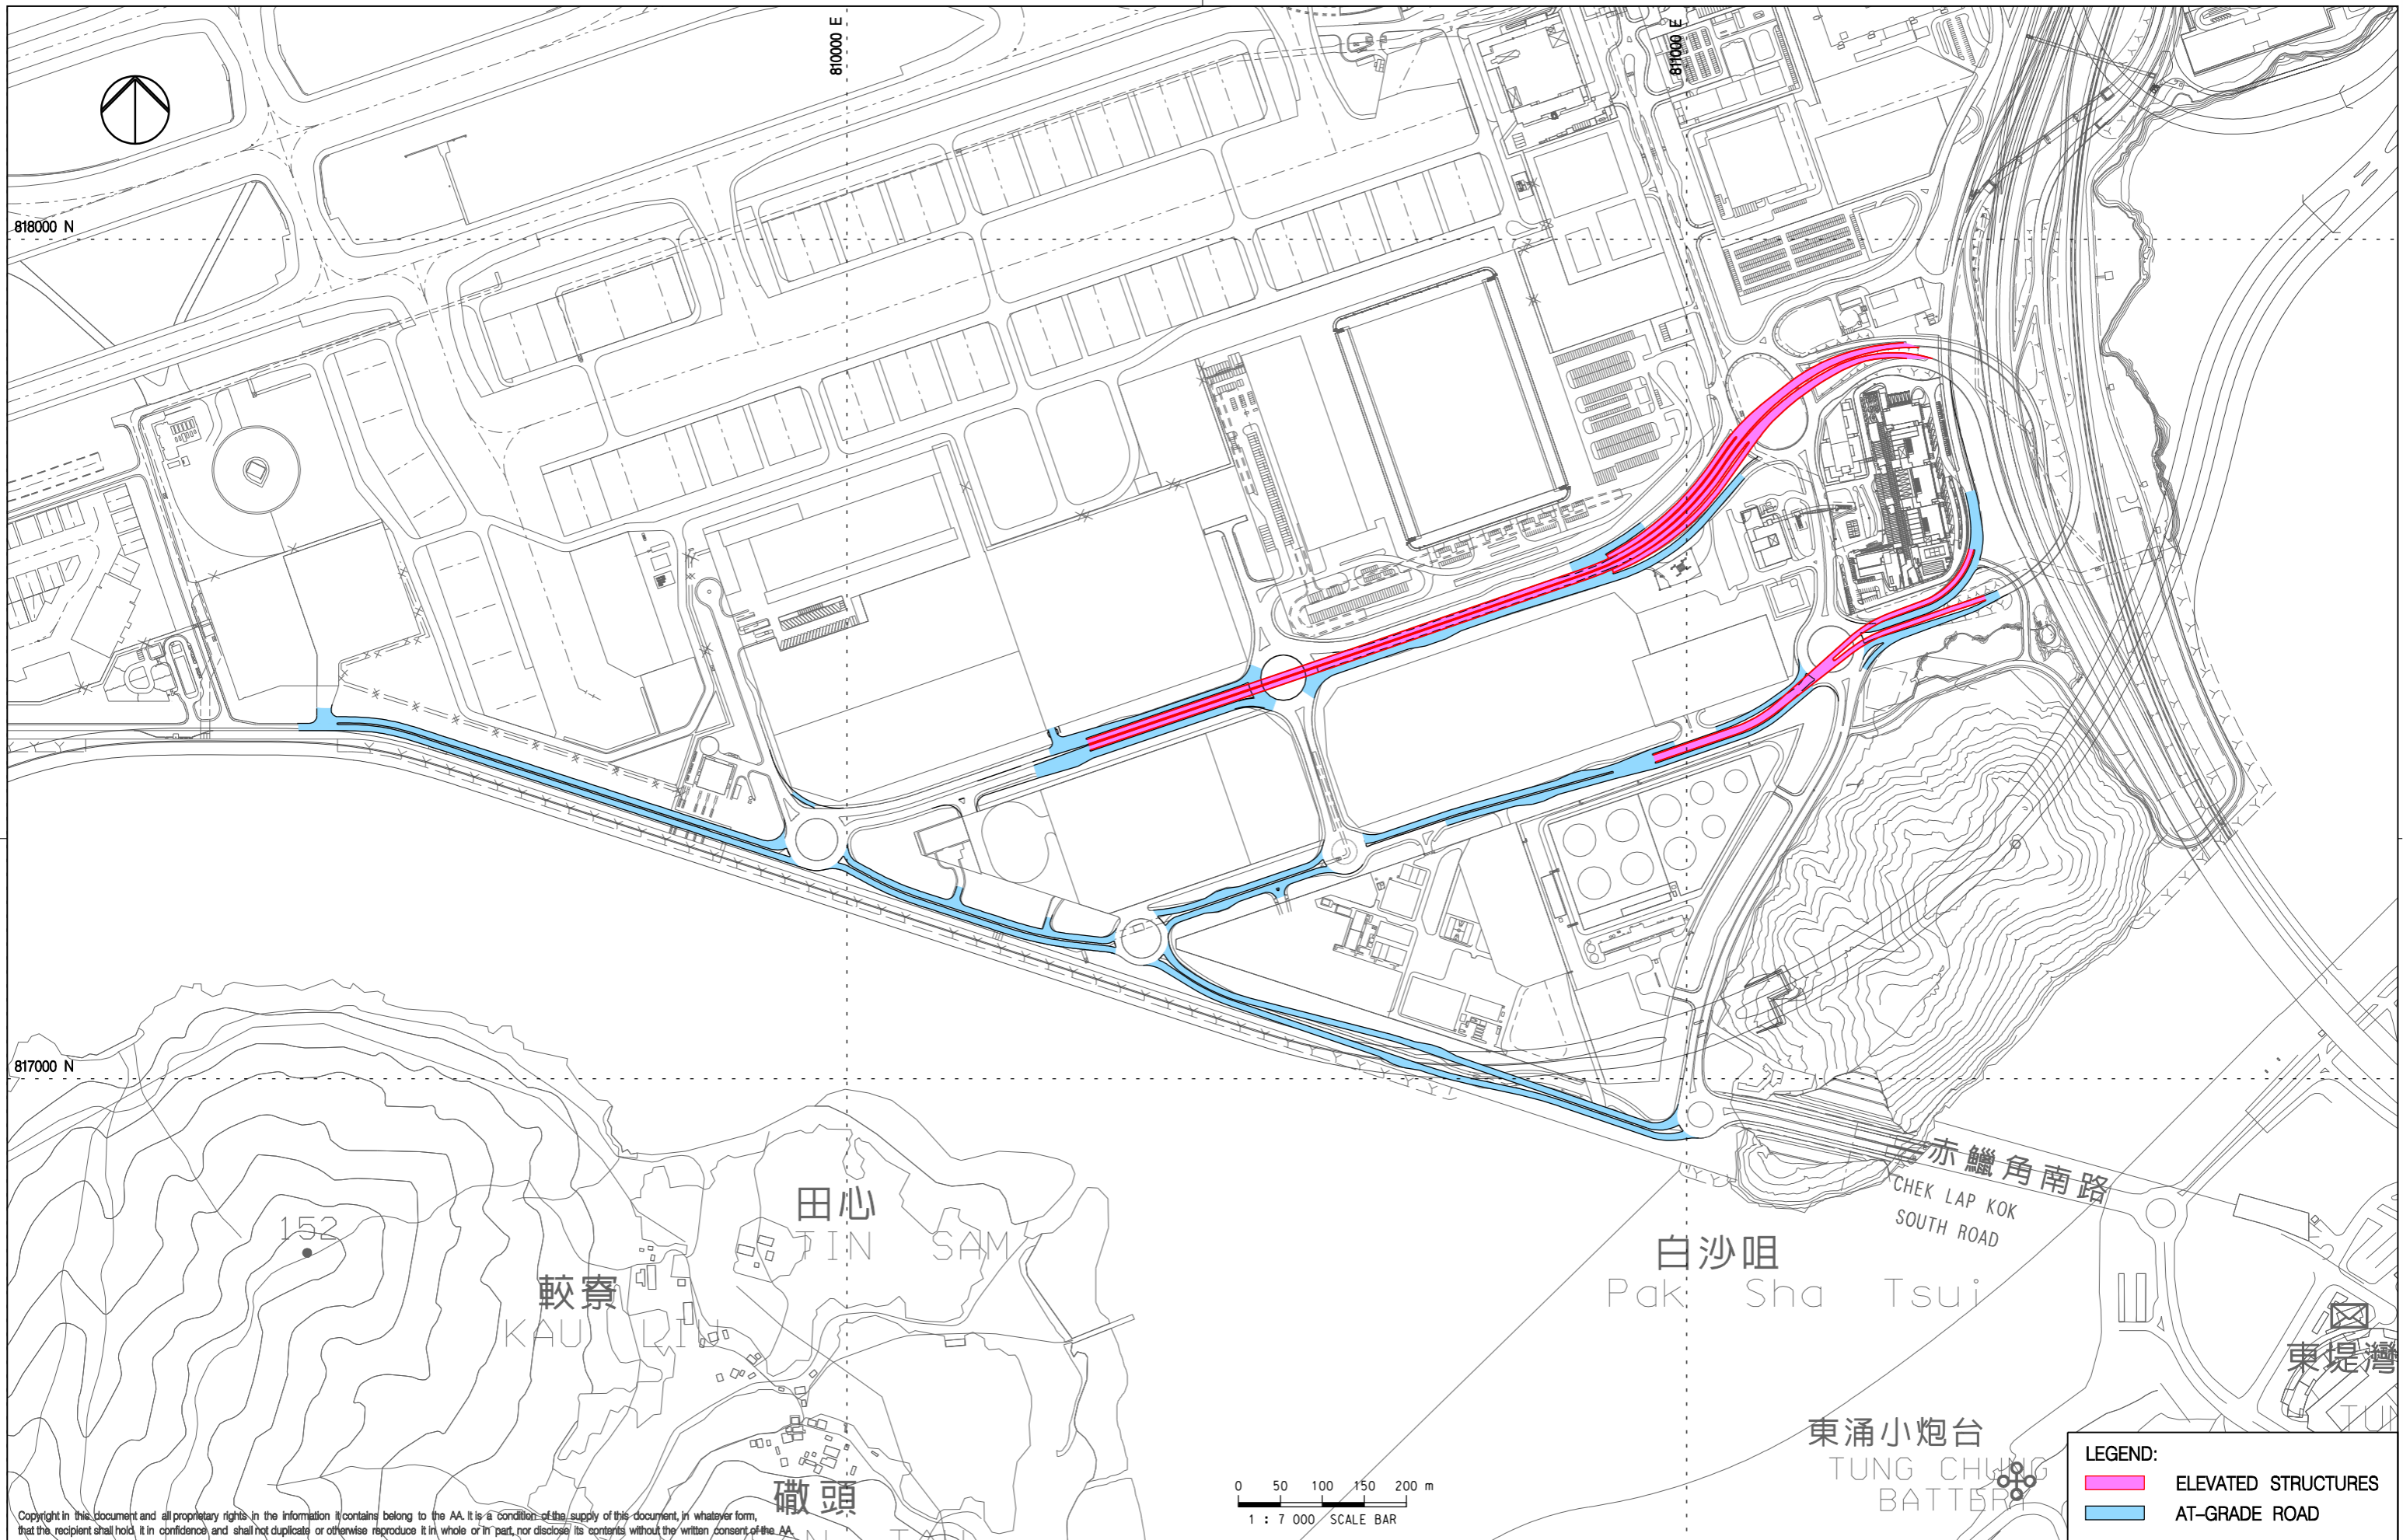 810000 E
811000 E
818000 N
817000 N
赤鱲角南路
CHEK LAP KOK
SOUTH ROAD
田心
TIN SAM
152
較寮
KAU LIU
白沙咀
Pak Sha Tsui
東堤灣
TUN
東涌小炮台
TUNG CHUNG
BATTERY
䃟頭
LEGEND:
ELEVATED STRUCTURES
AT-GRADE ROAD
0 50 100 150 200 m
1 : 7 000 SCALE BAR
Copyright in this document and all proprietary rights in the information it contains belong to the AA. It is a condition of the supply of this document, in whatever form,
that the recipient shall hold it in confidence and shall not duplicate or otherwise reproduce it in whole or in part, nor disclose its contents without the written consent of the AA.